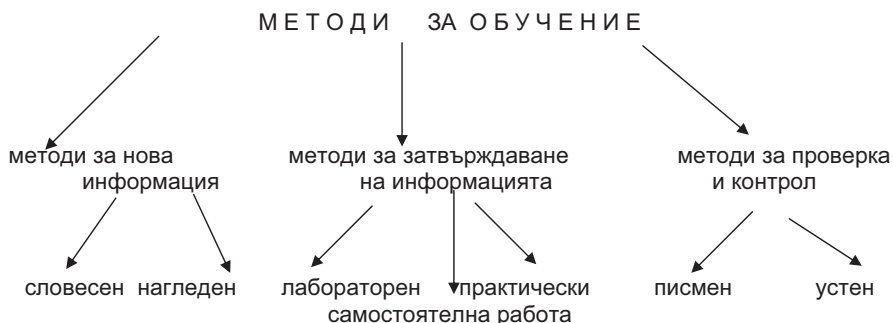 М Е Т О Д И ЗА О Б У Ч Е Н И Е
методи за нова
информация
методи за затвърждаване
на информацията
методи за проверка
и контрол
словесен нагледен
лабораторен практически
самостоятелна работа
писмен устен